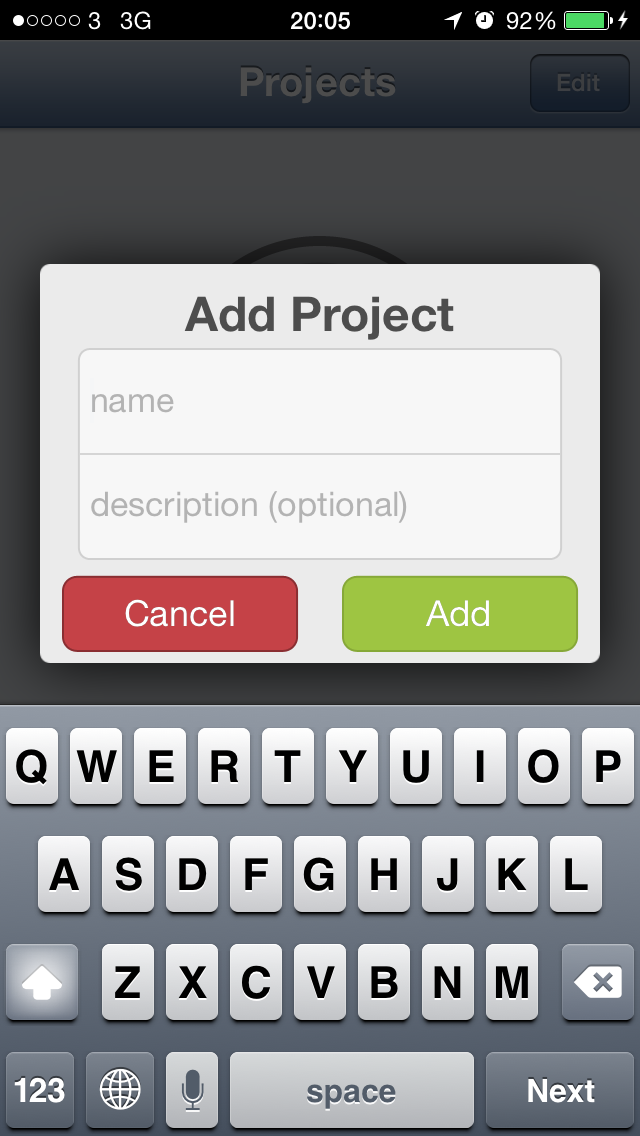 3 3G 20:05 92%
Projects Edit
Add Project
name
description (optional)
Cancel Add
Q W E R T Y U I O P
A S D F G H J K L
Z X C V B N M
123 space Next